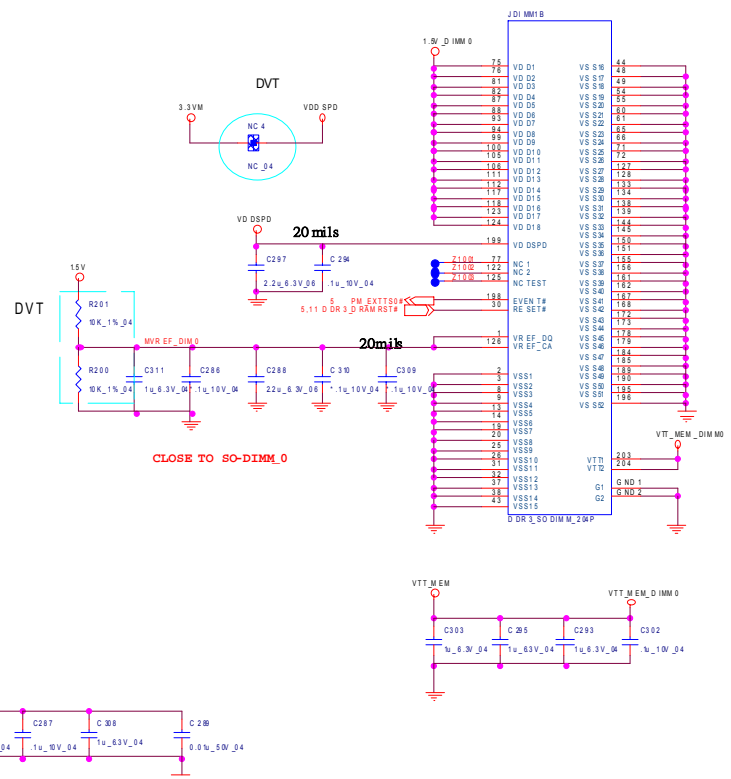 JDIMM1B
1.5V_DIMM0
75 VDD1 VSS16 44
76 VDD2 VSS17 48
81 VDD3 VSS18 49
82 VDD4 VSS19 54
87 VDD5 VSS20 55
88 VDD6 VSS21 60
93 VDD7 VSS22 61
94 VDD8 VSS23 65
99 VDD9 VSS24 66
100 VDD10 VSS25 71
105 VDD11 VSS26 72
106 VDD12 VSS27 127
111 VDD13 VSS28 128
112 VDD14 VSS29 133
117 VDD15 VSS30 134
118 VDD16 VSS31 138
123 VDD17 VSS32 139
124 VDD18 VSS33 144
VSS34 145
199 VDDSPD VSS35 150
VSS36 151
77 NC1 VSS37 155
122 NC2 VSS38 156
125 NCTEST VSS39 161
VSS40 162
198 EVENT# VSS41 167
30 RESET# VSS42 168
VSS43 172
VSS44 173
1 VREF_DQ VSS45 178
126 VREF_CA VSS46 179
VSS47 184
VSS48 185
2 VSS1 VSS49 189
3 VSS2 VSS50 190
8 VSS3 VSS51 195
9 VSS4 VSS52 196
13 VSS5
14 VSS6
19 VSS7
20 VSS8
25 VSS9
26 VSS10 VTT1 203
31 VSS11 VTT2 204
32 VSS12
37 VSS13 G1 GND1
38 VSS14 G2 GND2
43 VSS15
DDR3_SODIMM_204P
VTT_MEM_DIMM0
DVT
3.3VM
VDDSPD
NC4
NC_04
VDDSPD
20 mils
C297
2.2u_6.3V_06
C294
.1u_10V_04
Z1001
Z1002
Z1003
5 PM_EXTTS0#
5,11 DDR3_DRAMRST#
1.5V
DVT
R201
10K_1%_04
MVREF_DIM0
20mils
R200
10K_1%_04
C311
1u_6.3V_04
C286
.1u_10V_04
C288
2.2u_6.3V_06
C310
*.1u_10V_04
C309
*.1u_10V_04
CLOSE TO SO-DIMM_0
VTT_MEM
VTT_MEM_DIMM0
C303
1u_6.3V_04
C295
1u_6.3V_04
C293
1u_6.3V_04
C302
.1u_10V_04
_04
C287
.1u_10V_04
C308
1u_6.3V_04
C289
0.01u_50V_04